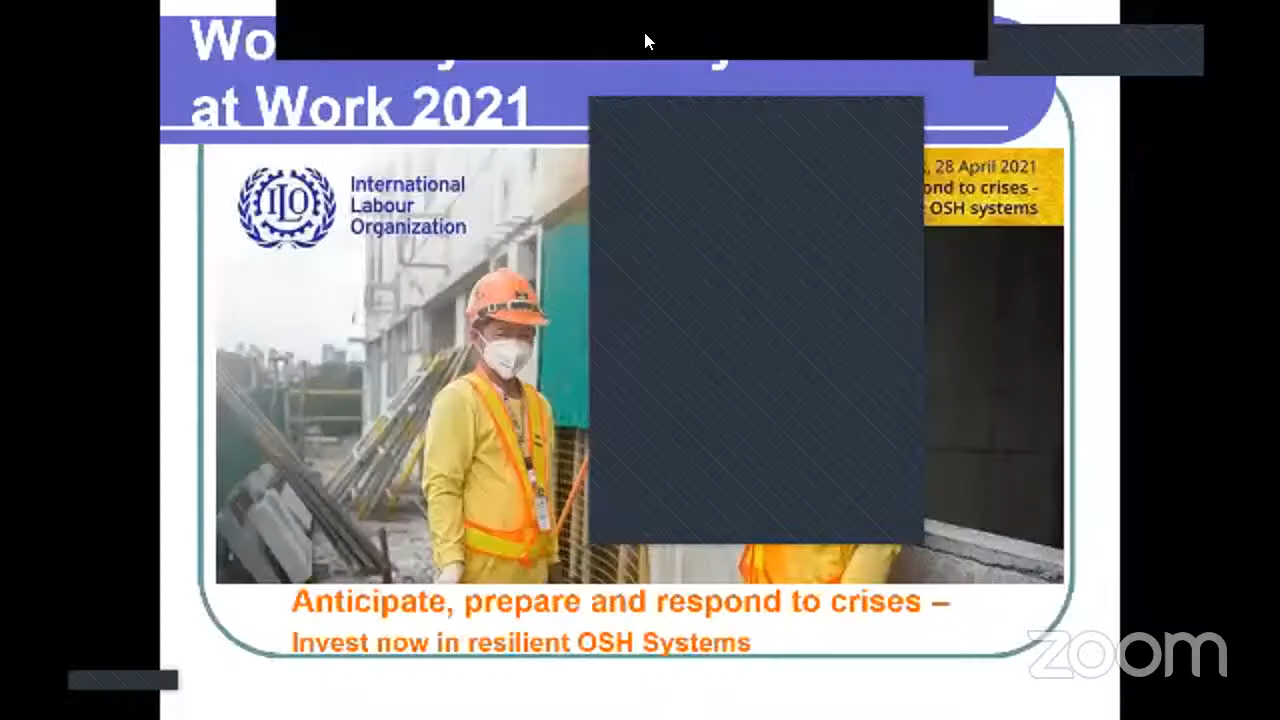 Wo
at Work 2021
ILO
International
Labour
Organization
28 April 2021
ond to crises -
OSH systems
Anticipate, prepare and respond to crises –
Invest now in resilient OSH Systems
zoom